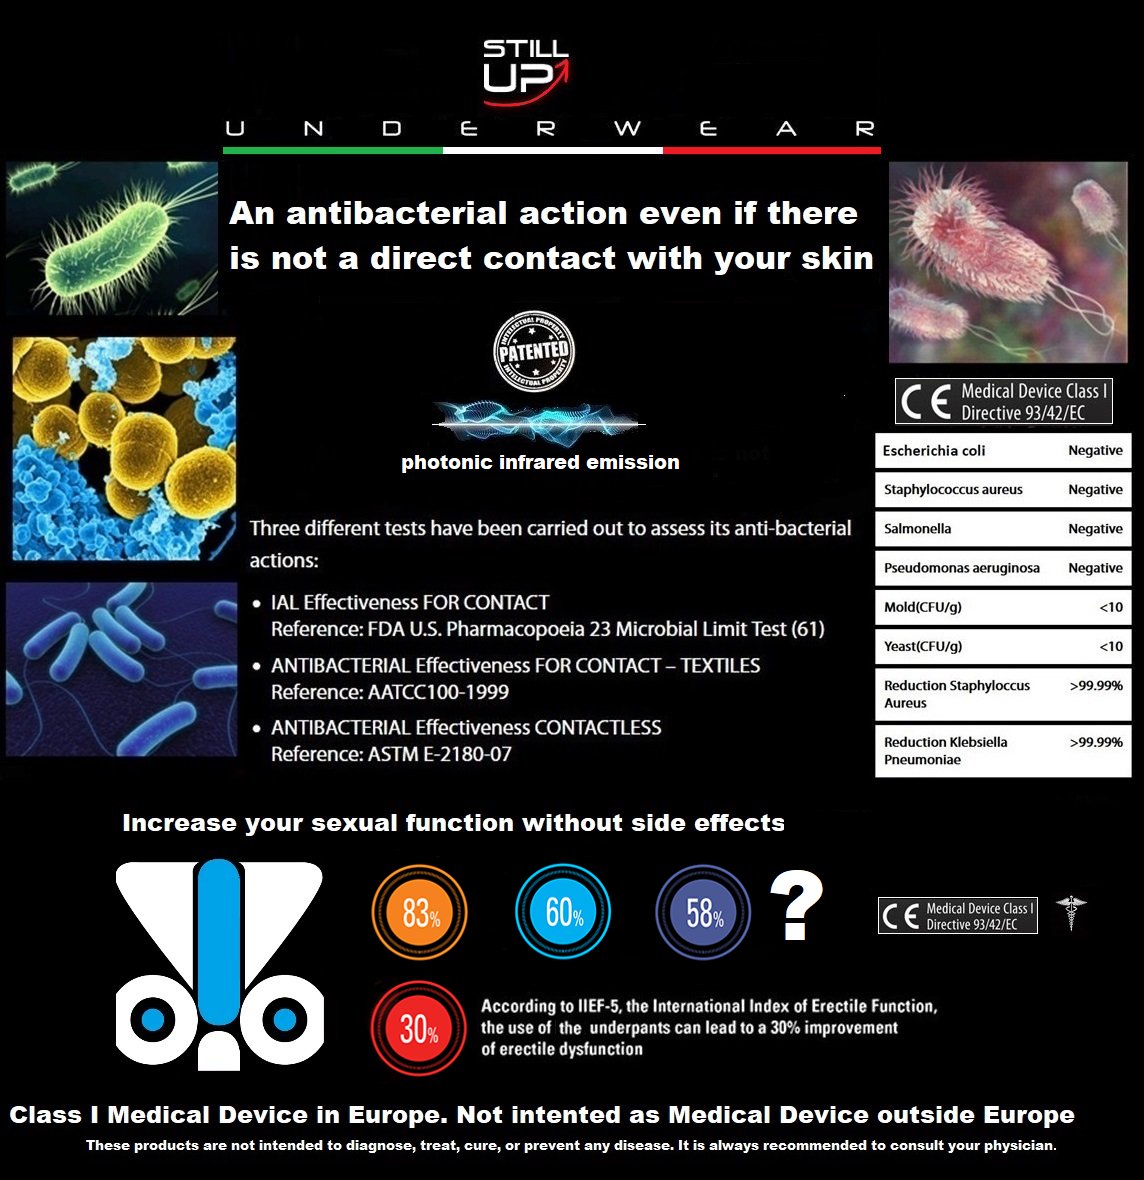 STILL
UP
UNDERWEAR
An antibacterial action even if there
is not a direct contact with your skin
INTELLECTUAL PROPERTY
PATENTED
INTELLECTUAL PROPERTY
photonic infrared emission
Three different tests have been carried out to assess its anti-bacterial
actions:
• IAL Effectiveness FOR CONTACT
Reference: FDA U.S. Pharmacopoeia 23 Microbial Limit Test (61)
• ANTIBACTERIAL Effectiveness FOR CONTACT – TEXTILES
Reference: AATCC100-1999
• ANTIBACTERIAL Effectiveness CONTACTLESS
Reference: ASTM E-2180-07
CE Medical Device Class I
Directive 93/42/EC
Escherichia coli Negative
Staphylococcus aureus Negative
Salmonella Negative
Pseudomonas aeruginosa Negative
Mold(CFU/g) <10
Yeast(CFU/g) <10
Reduction Staphyloccus >99.99%
Aureus
Reduction Klebsiella >99.99%
Pneumoniae
Increase your sexual function without side effects
83% 60% 58% ?
CE Medical Device Class I
Directive 93/42/EC
30%
According to IIEF-5, the International Index of Erectile Function,
the use of the underpants can lead to a 30% improvement
of erectile dysfunction
Class I Medical Device in Europe. Not intented as Medical Device outside Europe
These products are not intended to diagnose, treat, cure, or prevent any disease. It is always recommended to consult your physician.